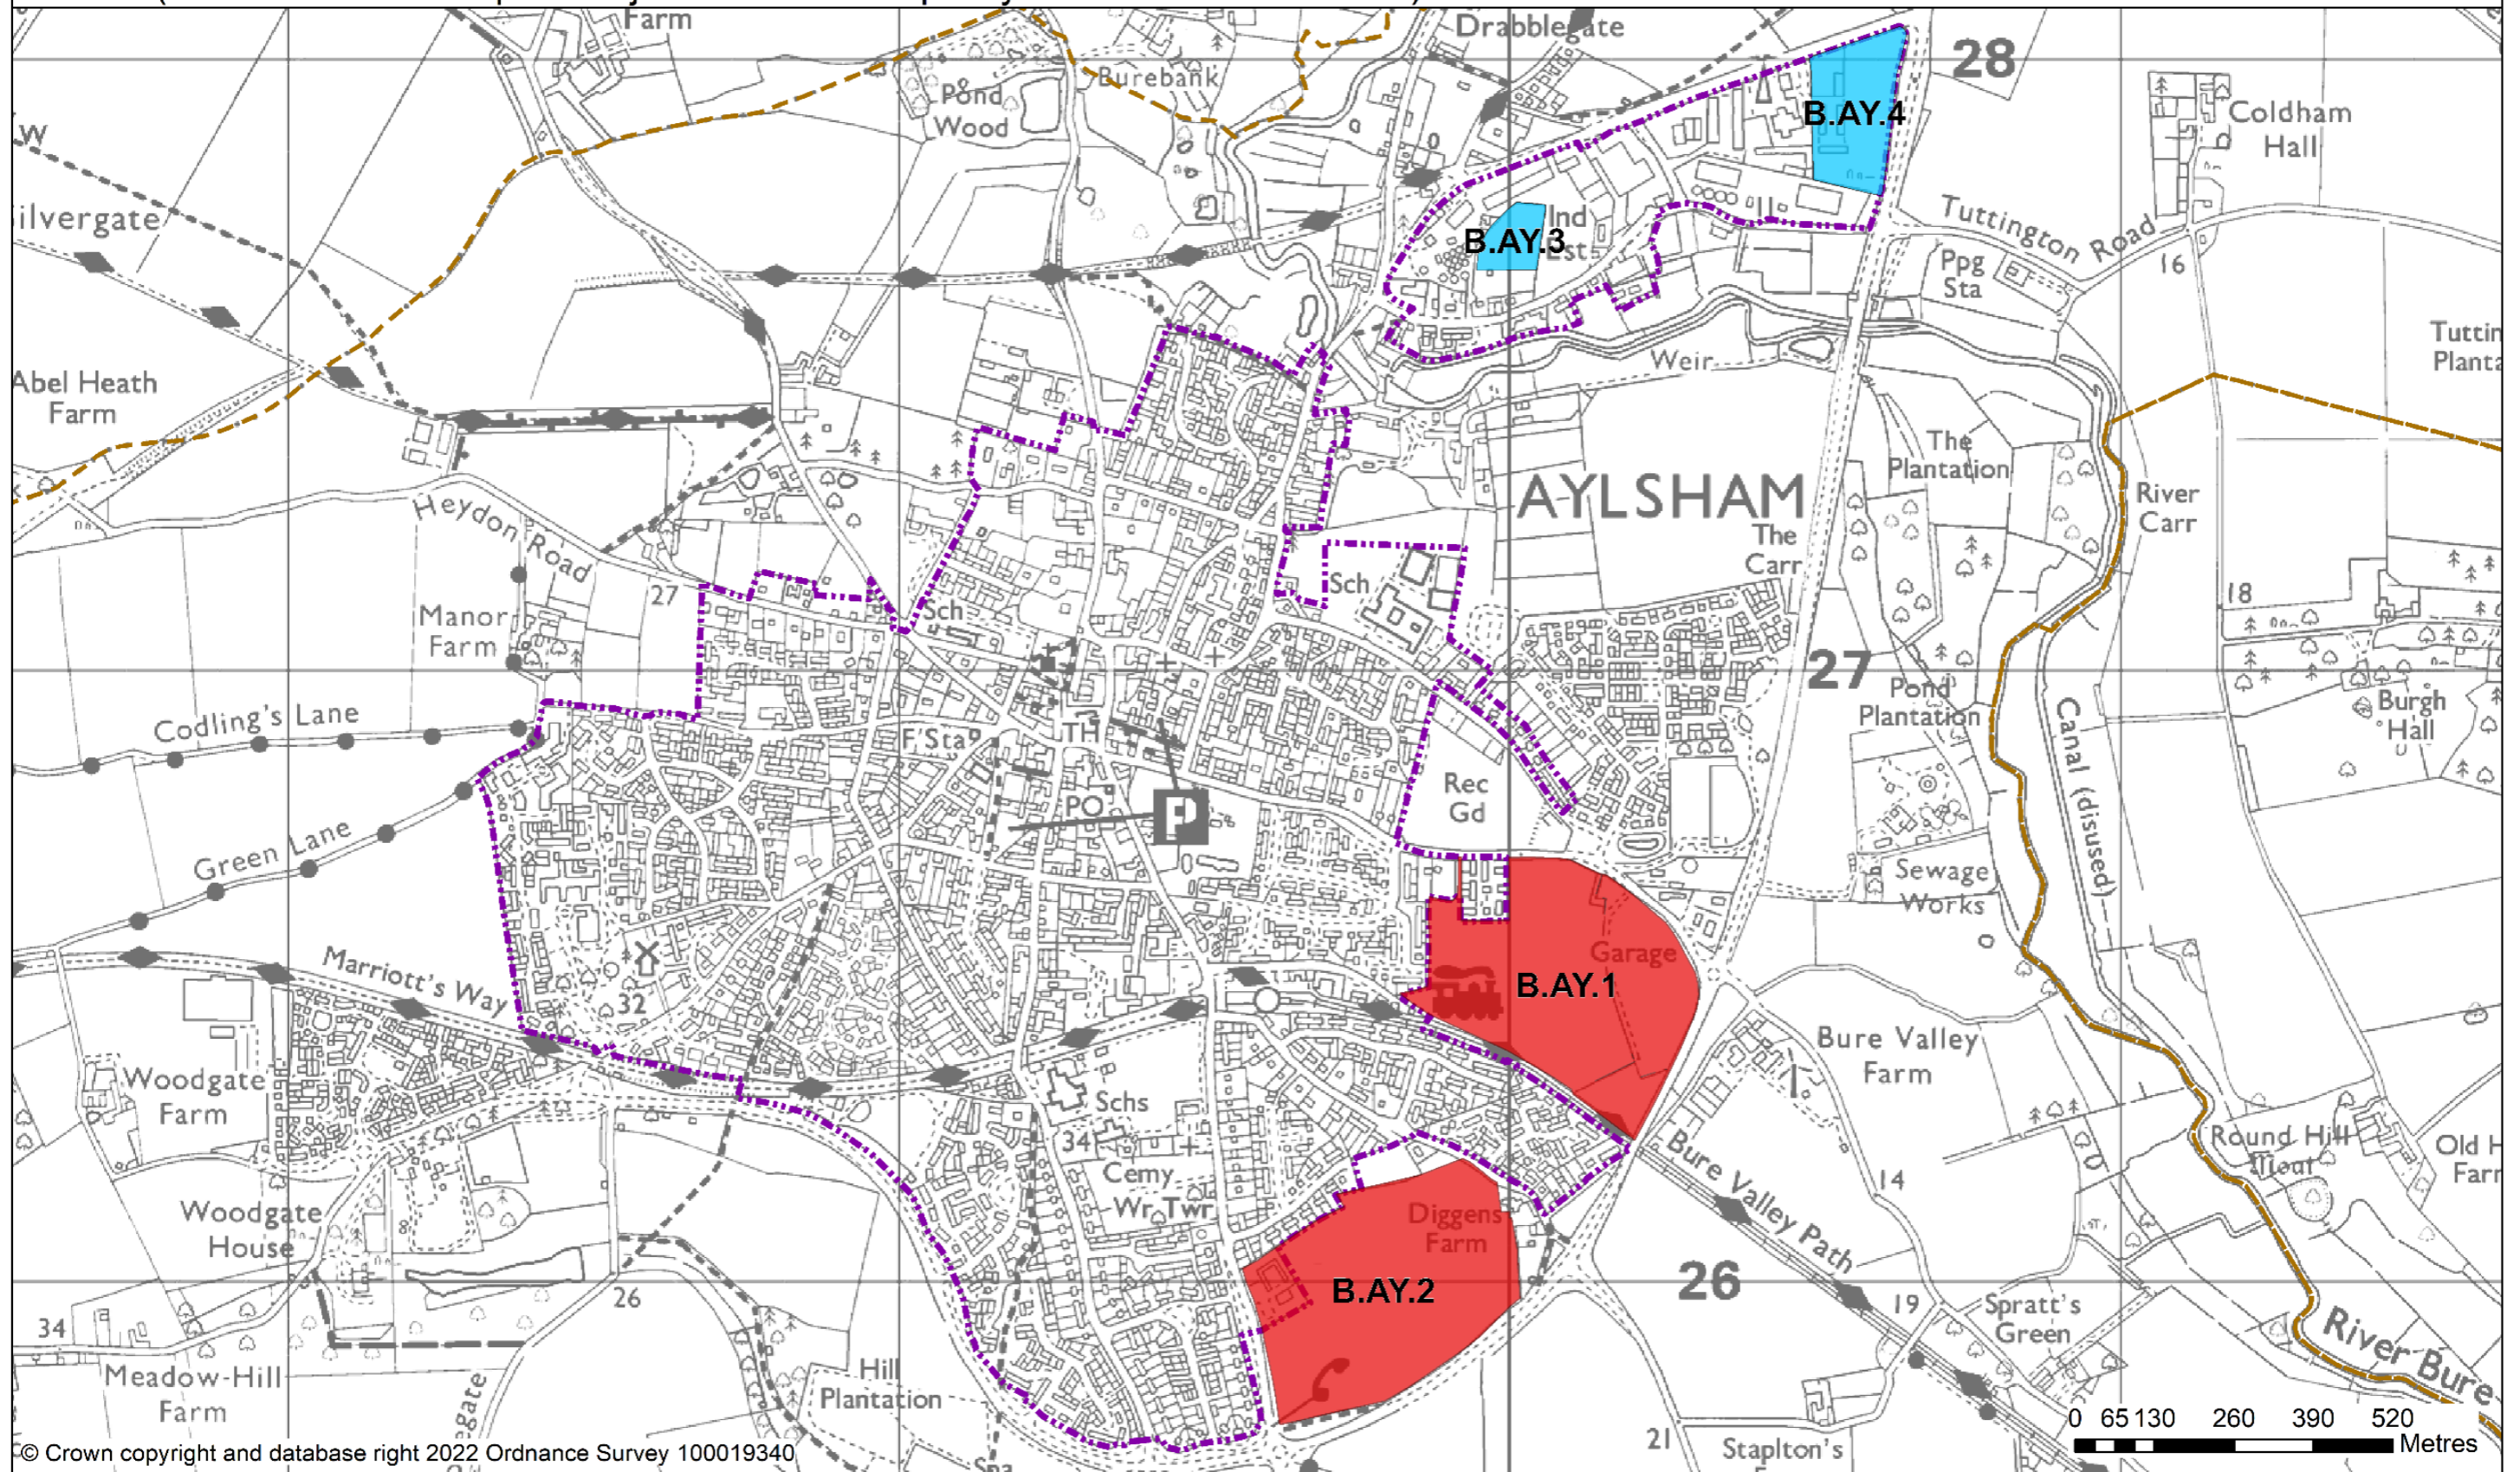 Farm
Drabblegate
28
Burebank
Pond
Wood
B.AY.4
Coldham
Hall
W
ilvergate
Tuttington Road
Ind
Est
B.AY.3
Ppg
Sta
16
Abel Heath
Farm
Weir
Tuttin
Planta
The
Plantation
AYLSHAM
River
Carr
Heydon Road
The
Carr
Sch
18
27
Sch
Manor
Farm
27
Pond
Plantation
Burgh
Hall
Codling's Lane
F Sta
TH
Canal (disused)
Rec
Gd
PO
P
Green Lane
Sewage
Works
Garage
Marriott's Way
B.AY.1
32
Bure Valley
Farm
Woodgate
Farm
Schs
34
Cemy
Wr Twr
Round Hill
Moat
Old H
Farm
Bure Valley Path
14
Woodgate
House
Diggens
Farm
26
B.AY.2
26
19
Spratt's
Green
34
River Bure
Meadow-Hill
Farm
Hill
Plantation
egate
0 65 130 260 390 520
Metres
21
Staplton's
© Crown copyright and database right 2022 Ordnance Survey 100019340